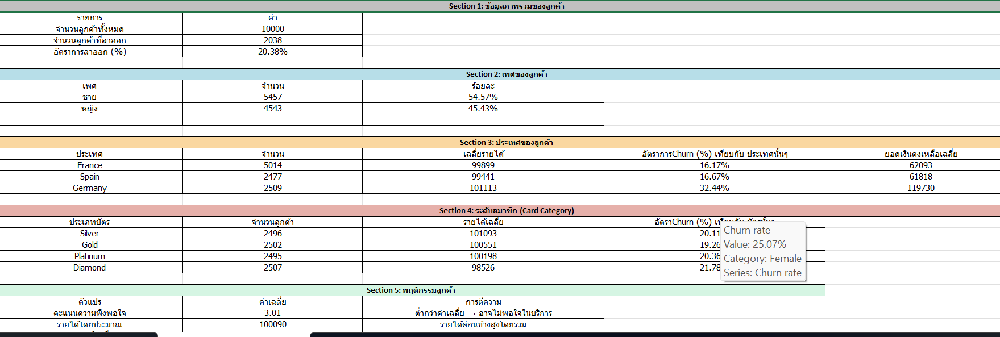 Section 1: ข้อมูลภาพรวมของลูกค้า
รายการ ค่า
จำนวนลูกค้าทั้งหมด 10000
จำนวนลูกค้าที่ลาออก 2038
อัตราการลาออก (%) 20.38%
Section 2: เพศของลูกค้า
เพศ จำนวน ร้อยละ
ชาย 5457 54.57%
หญิง 4543 45.43%
Section 3: ประเทศของลูกค้า
ประเทศ จำนวน เฉลี่ยรายได้ อัตราการChurn (%) เทียบกับ ประเทศนั้นๆ ยอดเงินคงเหลือเฉลี่ย
France 5014 99899 16.17% 62093
Spain 2477 99441 16.67% 61818
Germany 2509 101113 32.44% 119730
Section 4: ระดับสมาชิก (Card Category)
ประเภทบัตร จำนวนลูกค้า รายได้เฉลี่ย อัตราChurn (%)
Silver 2496 101093 20.11
Gold 2502 100551 19.26
Platinum 2495 100198 20.36
Diamond 2507 98526 21.78
Churn rate
Value: 25.07%
Category: Female
Series: Churn rate
Section 5: พฤติกรรมลูกค้า
ตัวแปร ค่าเฉลี่ย การตีความ
คะแนนความพึงพอใจ 3.01 ต่ำกว่าค่าเฉลี่ย → อาจไม่พอใจในบริการ
รายได้โดยประมาณ 100090 รายได้ค่อนข้างสูงโดยรวม